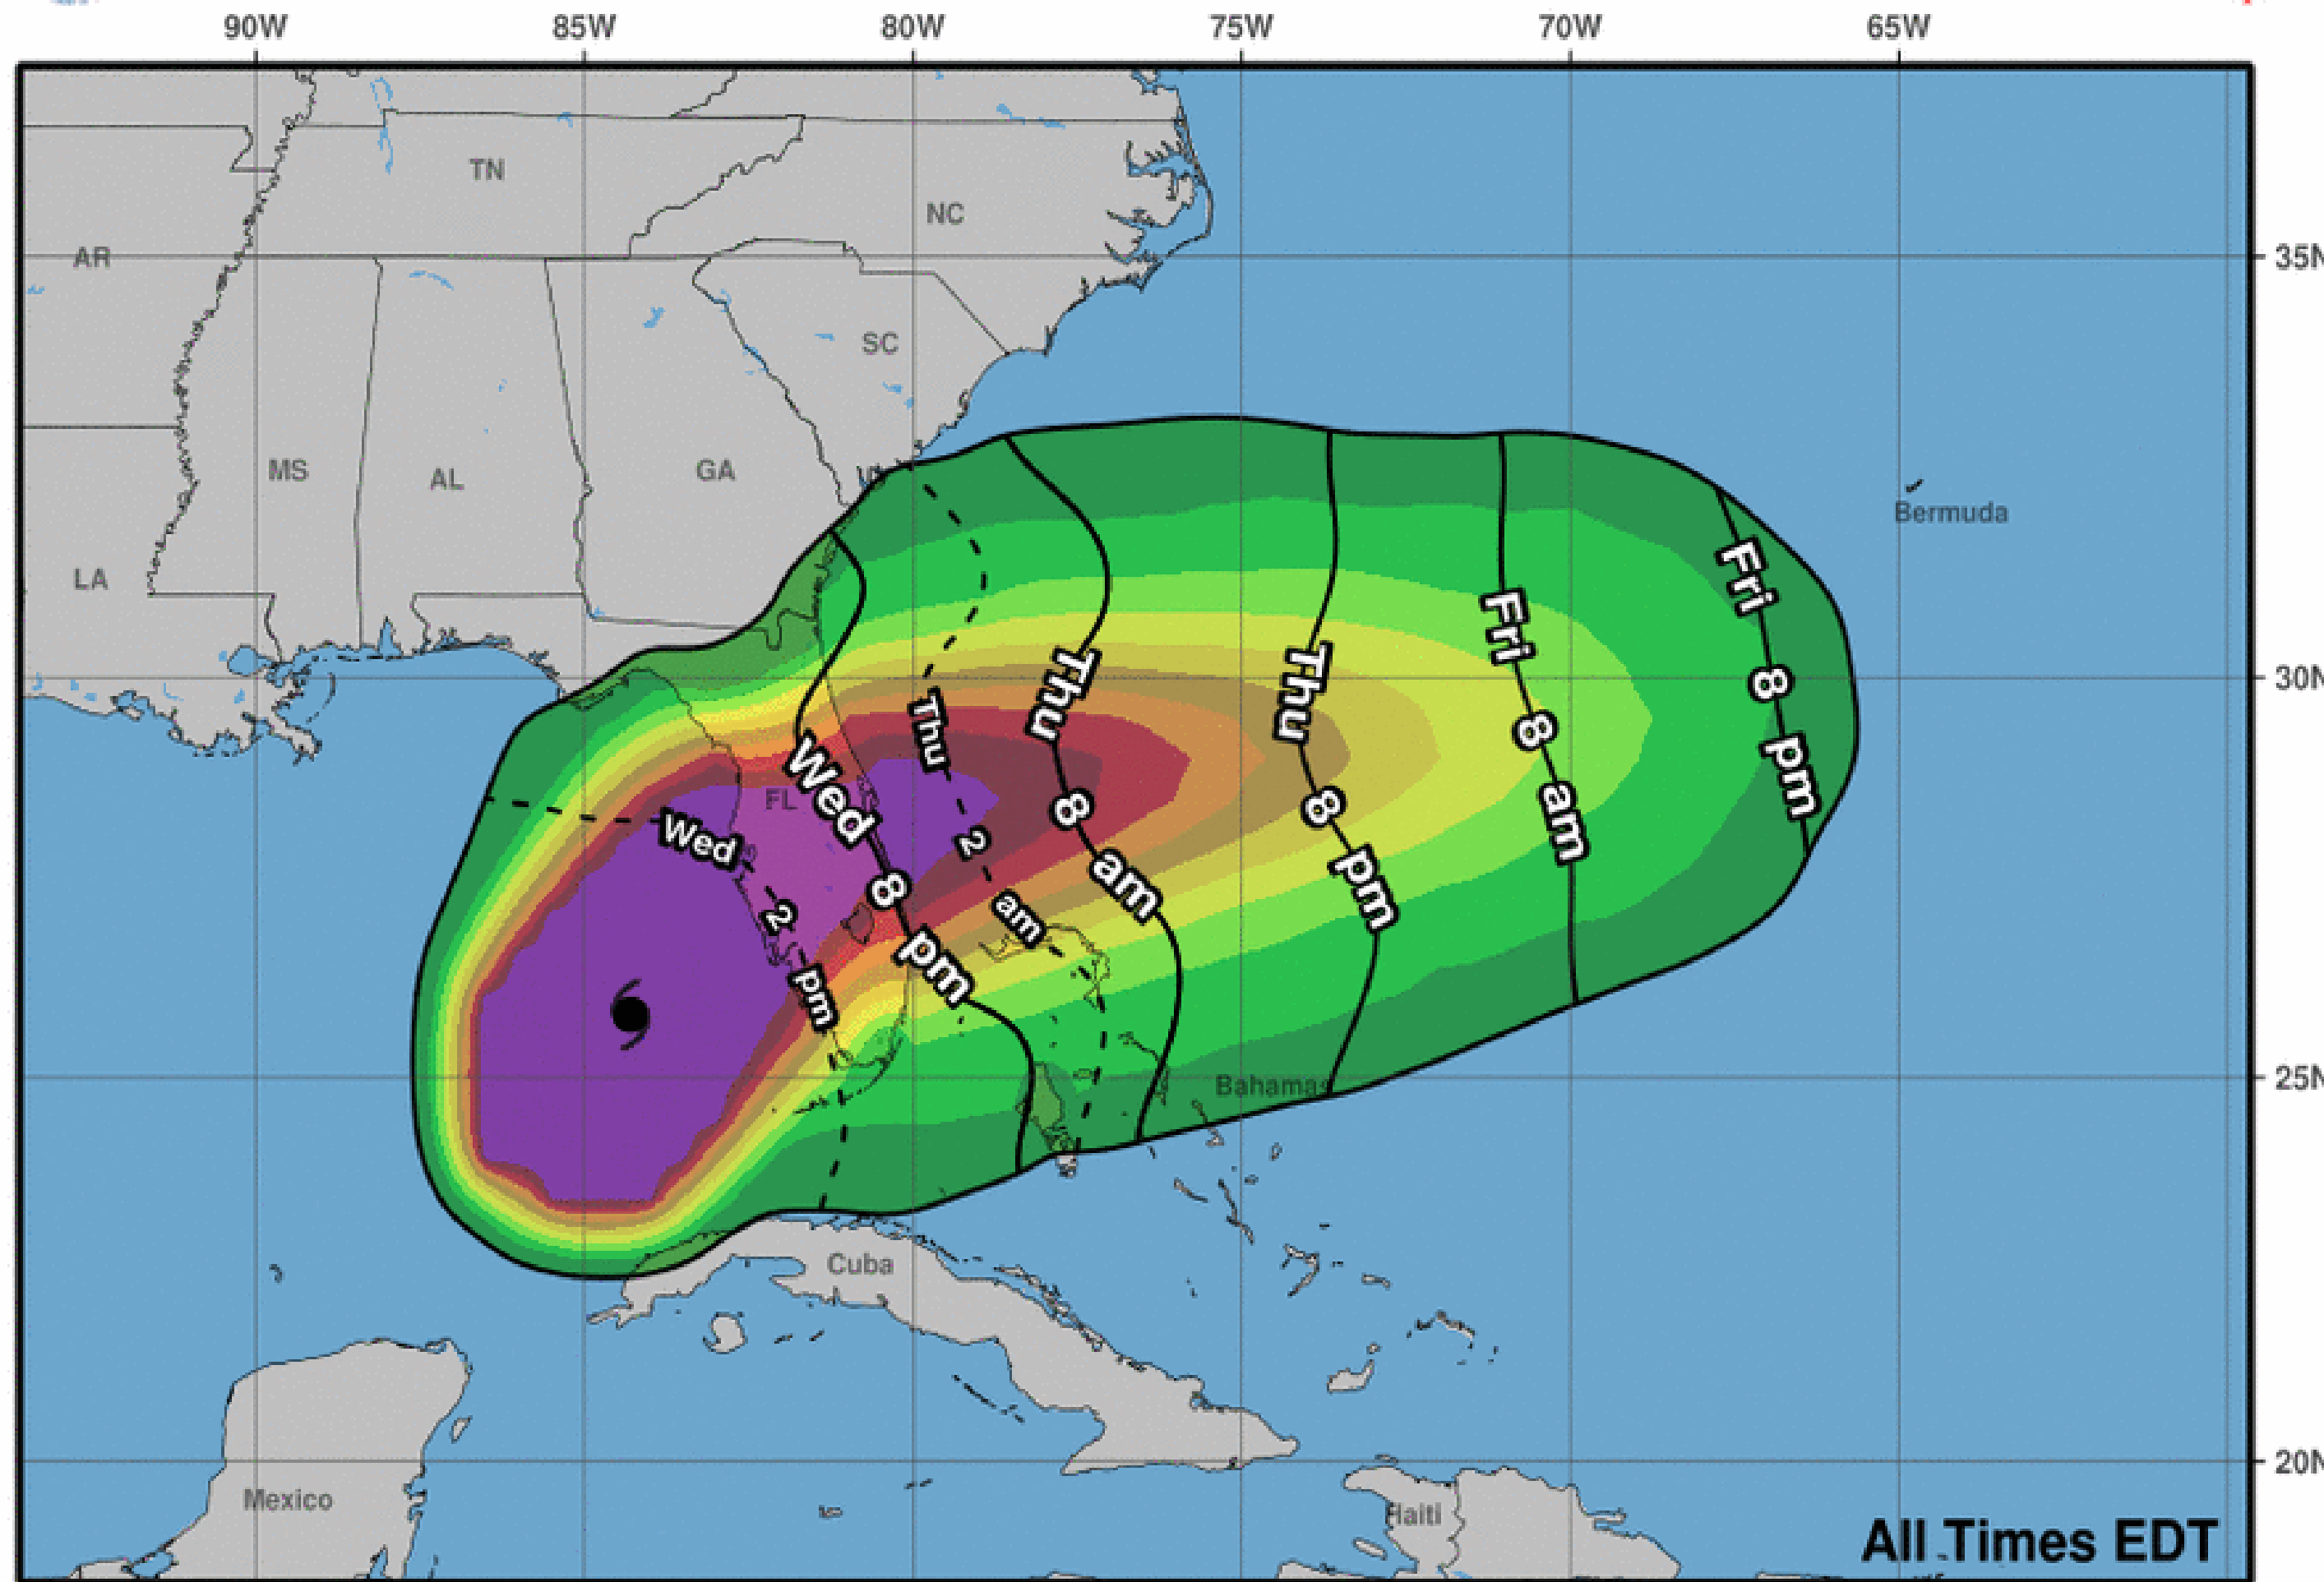 90W 85W 80W 75W 70W 65W
TN
NC
AR
35N
SC
MS
AL
GA
Bermuda
LA
Fri 8 pm
Fri 8 am
Thu 8 pm
Thu 8 am
30N
Thu 2 am
Wed 8 pm
FL
Wed 2 pm
25N
Bahamas
Cuba
20N
Mexico
Haiti
All Times EDT